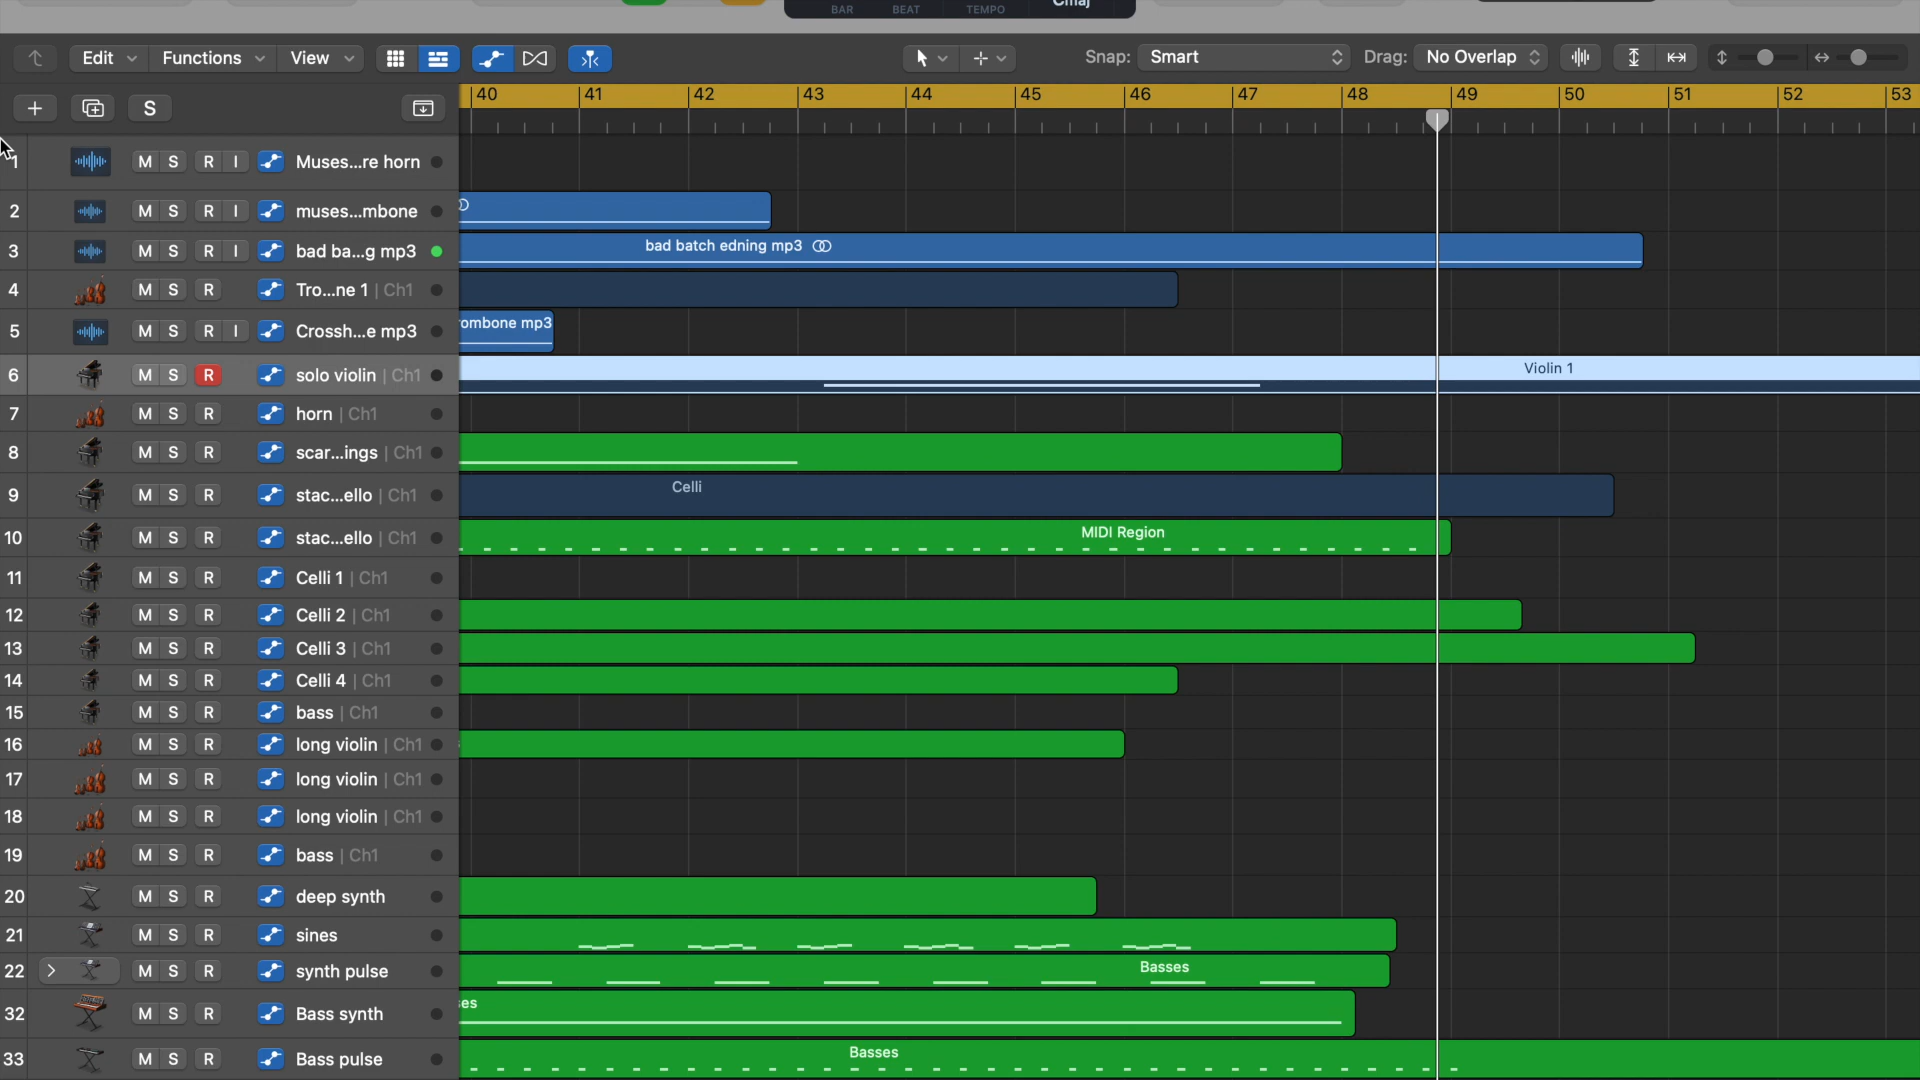 BAR BEAT TEMPO Cmaj
Edit Functions View Snap: Smart Drag: No Overlap
S
40 41 42 43 44 45 46 47 48 49 50 51 52 53
1 M S R I Muses...re horn
2 M S R I muses...mbone
3 M S R I bad ba...g mp3 bad batch edning mp3
4 M S R Tro...ne 1 | Ch1
5 M S R I Crossh...e mp3 ombone mp3
6 M S R solo violin | Ch1 Violin 1
7 M S R horn | Ch1
8 M S R scar...ings | Ch1
9 M S R stac...ello | Ch1 Celli
10 M S R stac...ello | Ch1 MIDI Region
11 M S R Celli 1 | Ch1
12 M S R Celli 2 | Ch1
13 M S R Celli 3 | Ch1
14 M S R Celli 4 | Ch1
15 M S R bass | Ch1
16 M S R long violin | Ch1
17 M S R long violin | Ch1
18 M S R long violin | Ch1
19 M S R bass | Ch1
20 M S R deep synth
21 M S R sines
22 M S R synth pulse Basses
32 M S R Bass synth ses
33 M S R Bass pulse Basses